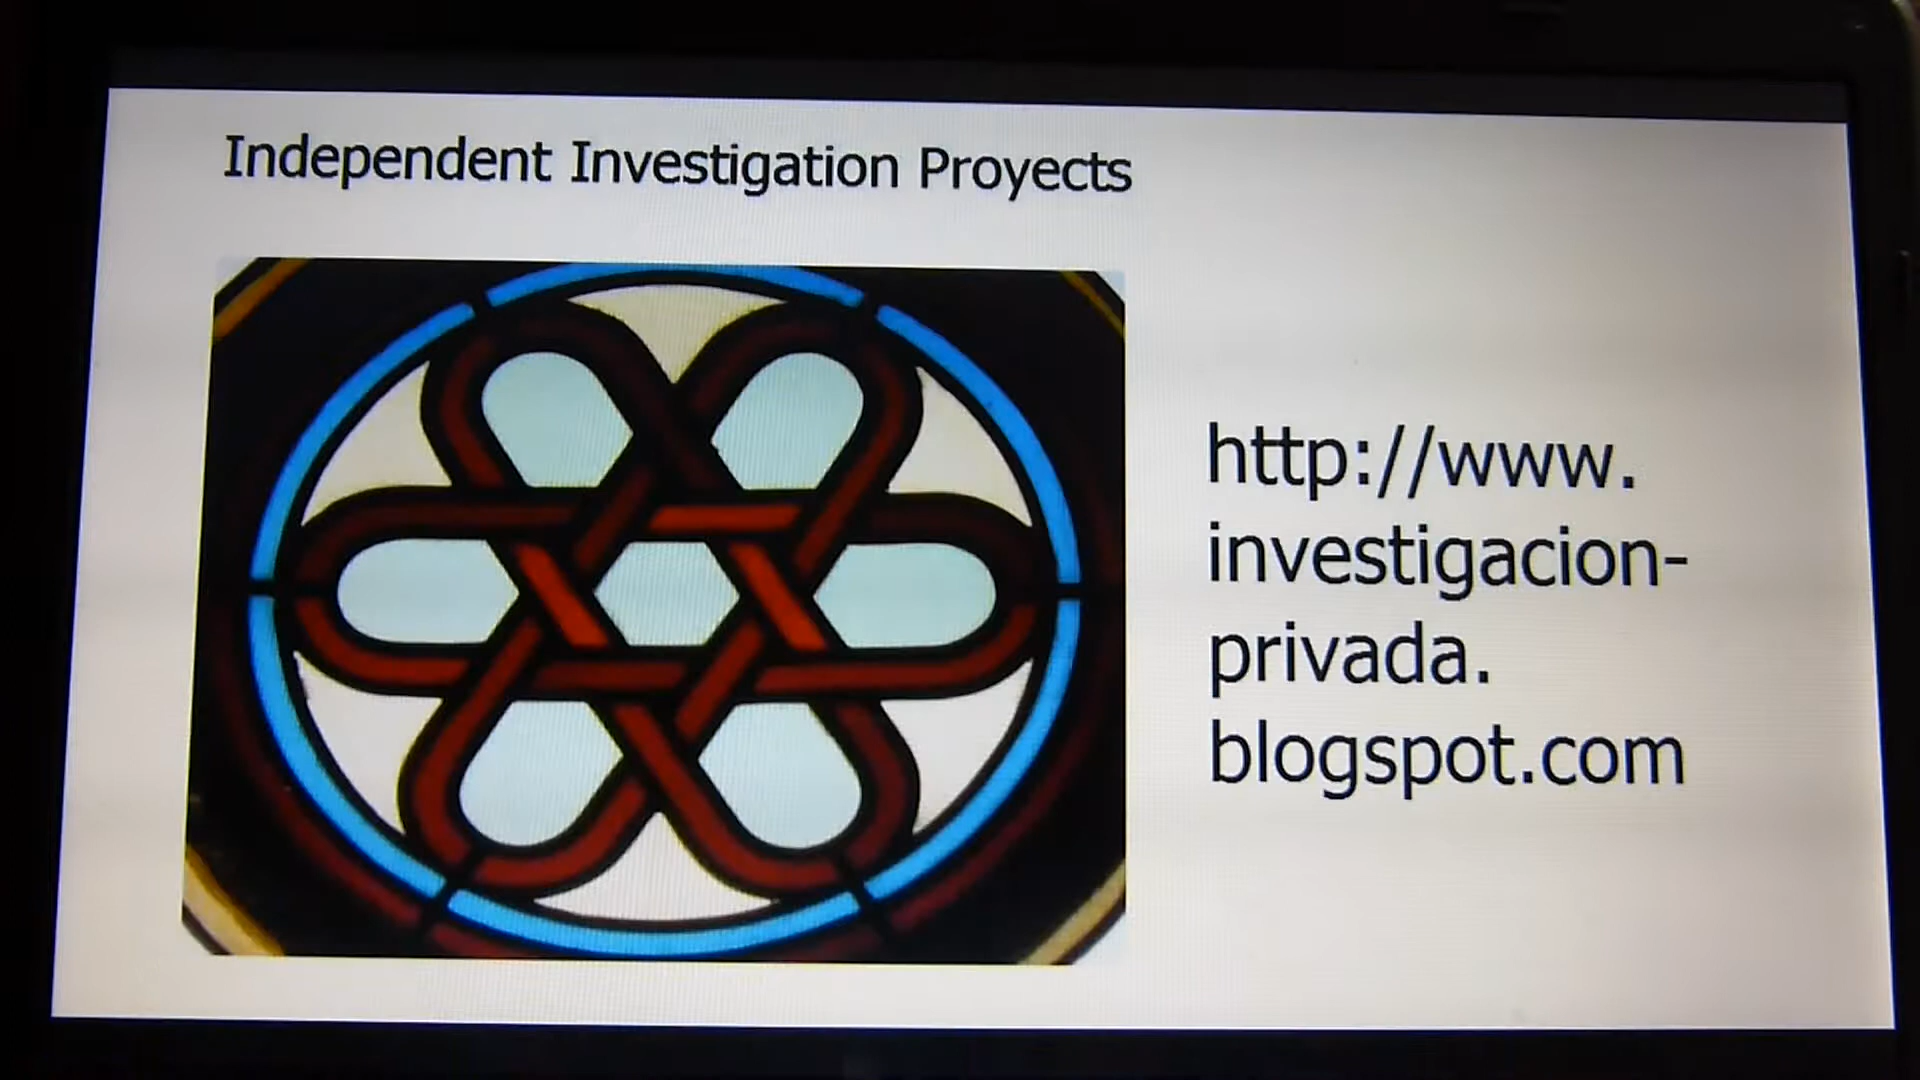 Independent Investigation Proyects
http://www.
investigacion-
privada.
blogspot.com